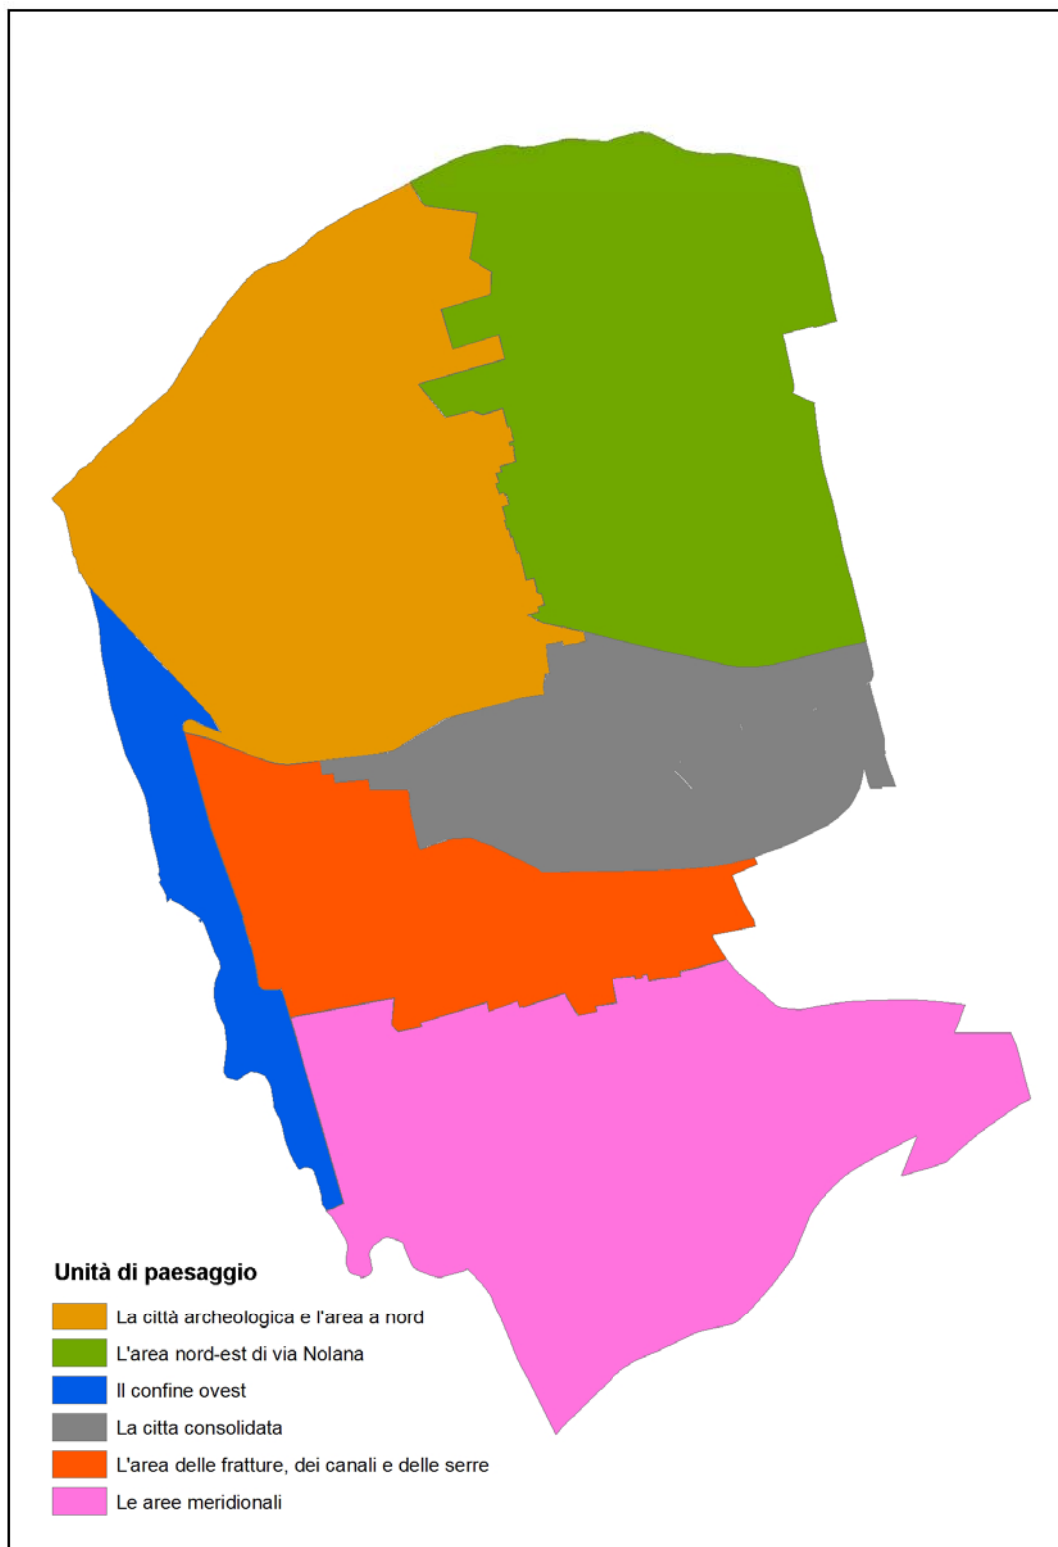 Unità di paesaggio
La città archeologica e l'area a nord
L'area nord-est di via Nolana
Il confine ovest
La citta consolidata
L'area delle fratture, dei canali e delle serre
Le aree meridionali